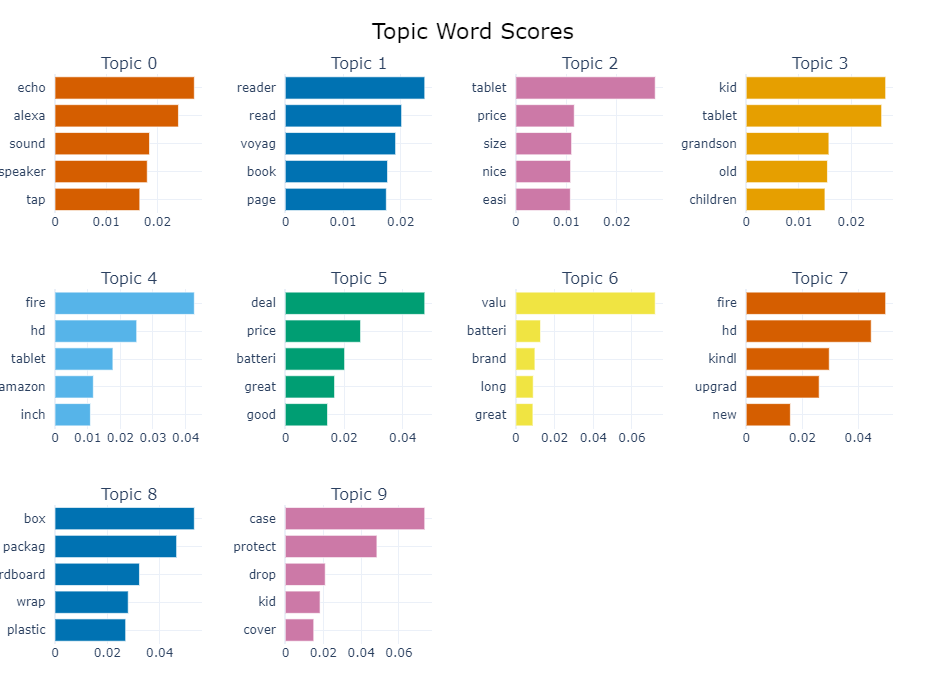 Topic Word Scores
Topic 0
echo
alexa
sound
speaker
tap
0 0.01 0.02
Topic 1
reader
read
voyag
book
page
0 0.01 0.02
Topic 2
tablet
price
size
nice
easi
0 0.01 0.02
Topic 3
kid
tablet
grandson
old
children
0 0.01 0.02
Topic 4
fire
hd
tablet
amazon
inch
0 0.01 0.02 0.03 0.04
Topic 5
deal
price
batteri
great
good
0 0.02 0.04
Topic 6
valu
batteri
brand
long
great
0 0.02 0.04 0.06
Topic 7
fire
hd
kindl
upgrad
new
0 0.02 0.04
Topic 8
box
packag
rdboard
wrap
plastic
0 0.02 0.04
Topic 9
case
protect
drop
kid
cover
0 0.02 0.04 0.06